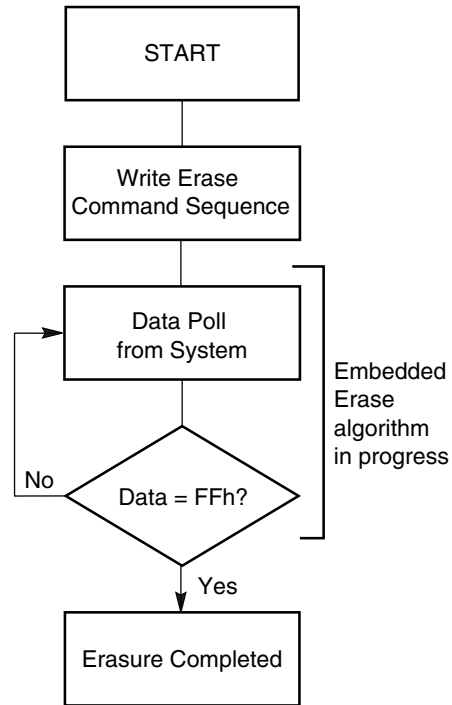 START
Write Erase
Command Sequence
Data Poll
from System
Embedded
Erase
algorithm
in progress
No
Data = FFh?
Yes
Erasure Completed